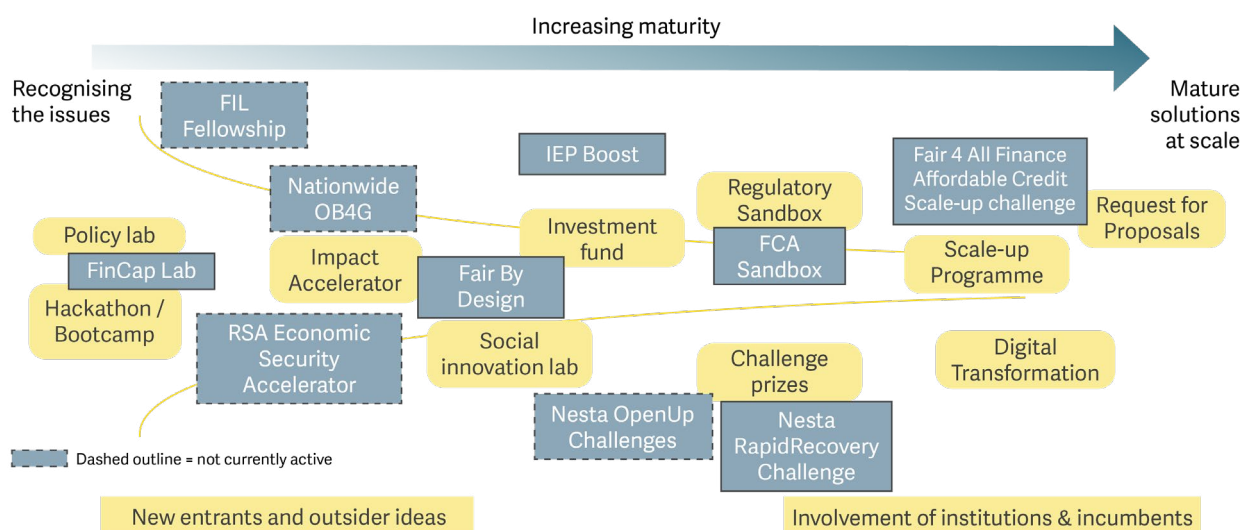 Increasing maturity
Recognising
the issues
Mature
solutions
at scale
FIL
Fellowship
Nationwide
OB4G
IEP Boost
Fair 4 All Finance
Affordable Credit
Scale-up challenge
Regulatory
Sandbox
Request for
Proposals
Policy lab
FinCap Lab
Hackathon /
Bootcamp
Impact
Accelerator
Fair By
Design
Investment
fund
FCA
Sandbox
Scale-up
Programme
RSA Economic
Security
Accelerator
Social
innovation lab
Challenge
prizes
Digital
Transformation
Nesta OpenUp
Challenges
Nesta
RapidRecovery
Challenge
Dashed outline = not currently active
New entrants and outsider ideas
Involvement of institutions & incumbents